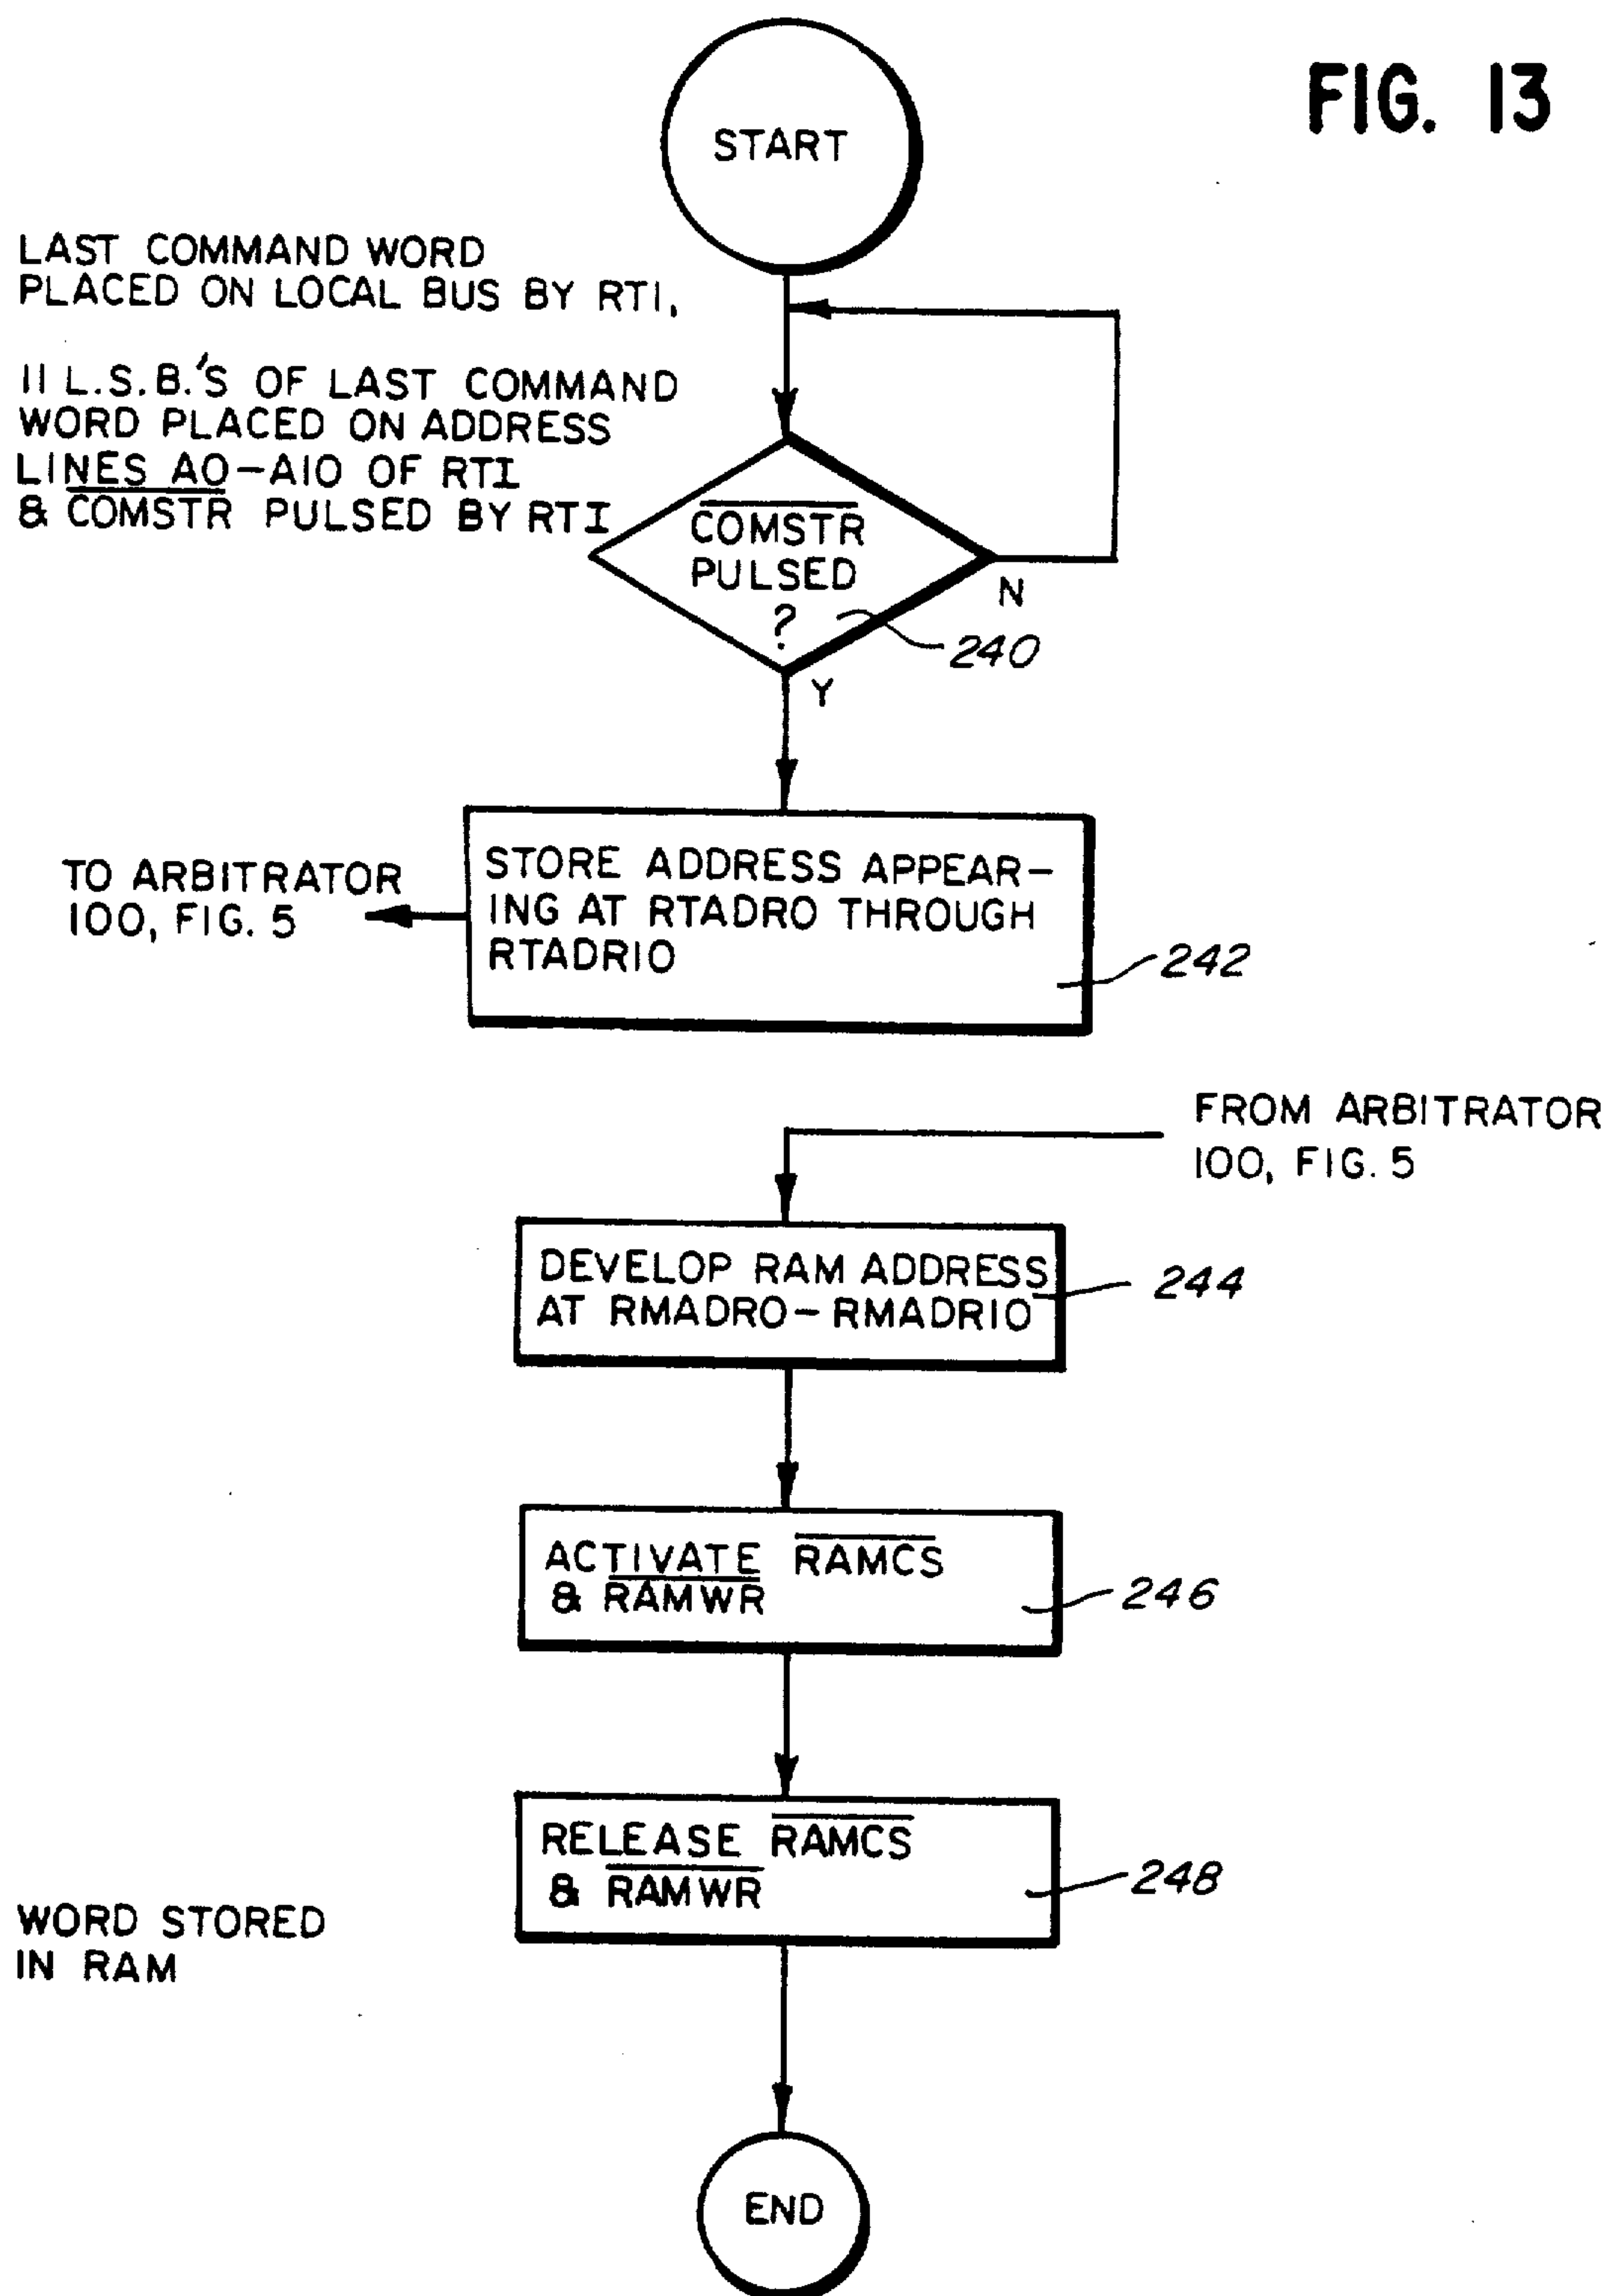 FIG. 13
START
LAST COMMAND WORD
PLACED ON LOCAL BUS BY RTI,
11 L.S.B.'S OF LAST COMMAND
WORD PLACED ON ADDRESS
LINES A0-A10 OF RTI
& COMSTR PULSED BY RTI
COMSTR
PULSED
?
N
240
Y
TO ARBITRATOR
100, FIG. 5
STORE ADDRESS APPEAR-
ING AT RTADR0 THROUGH
RTADR10
242
FROM ARBITRATOR
100, FIG. 5
DEVELOP RAM ADDRESS
AT RMADR0-RMADR10
244
ACTIVATE RAMCS
& RAMWR
246
RELEASE RAMCS
& RAMWR
248
WORD STORED
IN RAM
END